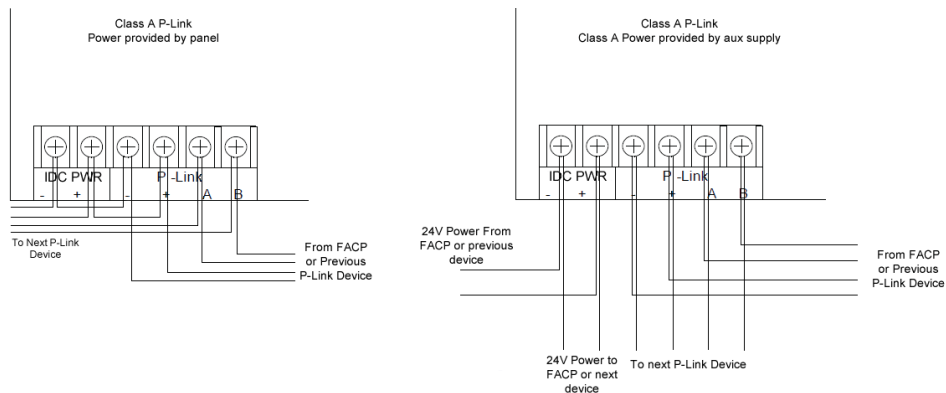 Class A P-Link
Power provided by panel
IDC PWR
P -Link
-
+
-
+
A
B
To Next P-Link
Device
From FACP
or Previous
P-Link Device
Class A P-Link
Class A Power provided by aux supply
IDC PWR
P -Link
-
+
-
+
A
B
24V Power From
FACP or previous
device
From FACP
or Previous
P-Link Device
24V Power to
FACP or next
device
To next P-Link Device